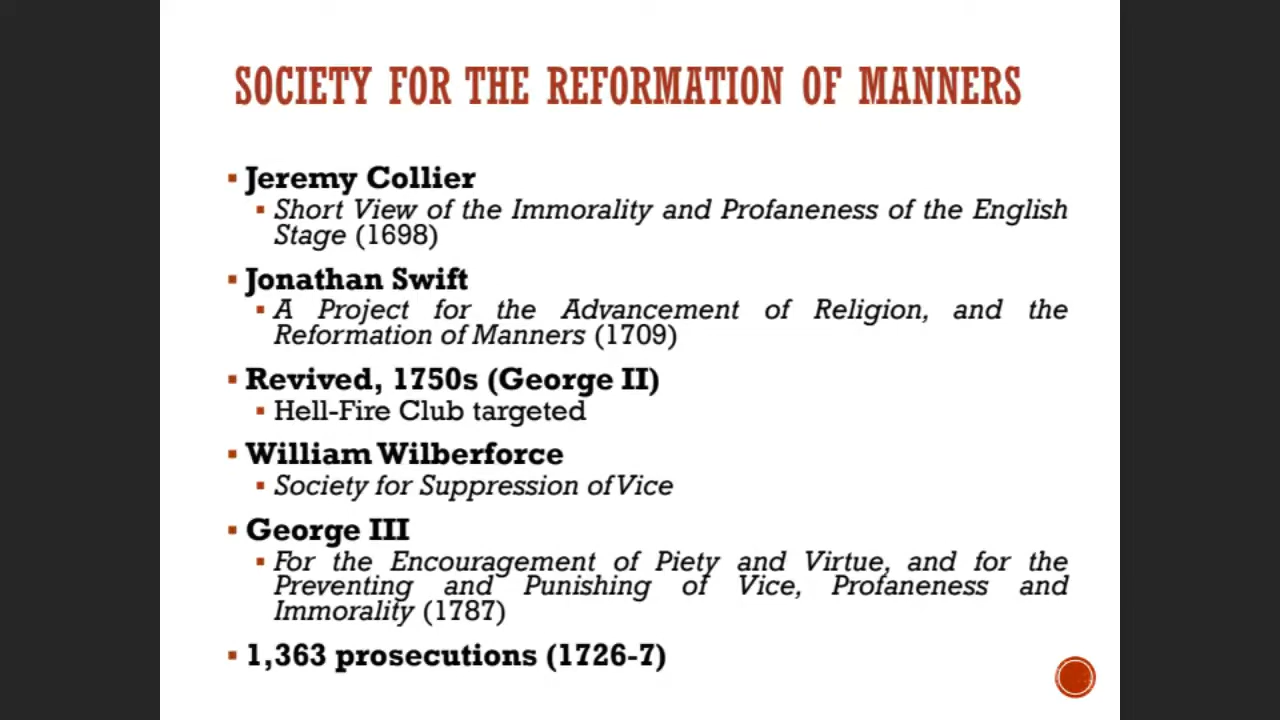 SOCIETY FOR THE REFORMATION OF MANNERS
Jeremy Collier
Short View of the Immorality and Profaneness of the English
Stage (1698)
Jonathan Swift
A Project for the Advancement of Religion, and the
Reformation of Manners (1709)
Revived, 1750s (George II)
Hell-Fire Club targeted
William Wilberforce
Society for Suppression of Vice
George III
For the Encouragement of Piety and Virtue, and for the
Preventing and Punishing of Vice, Profaneness and
Immorality (1787)
1,363 prosecutions (1726-7)